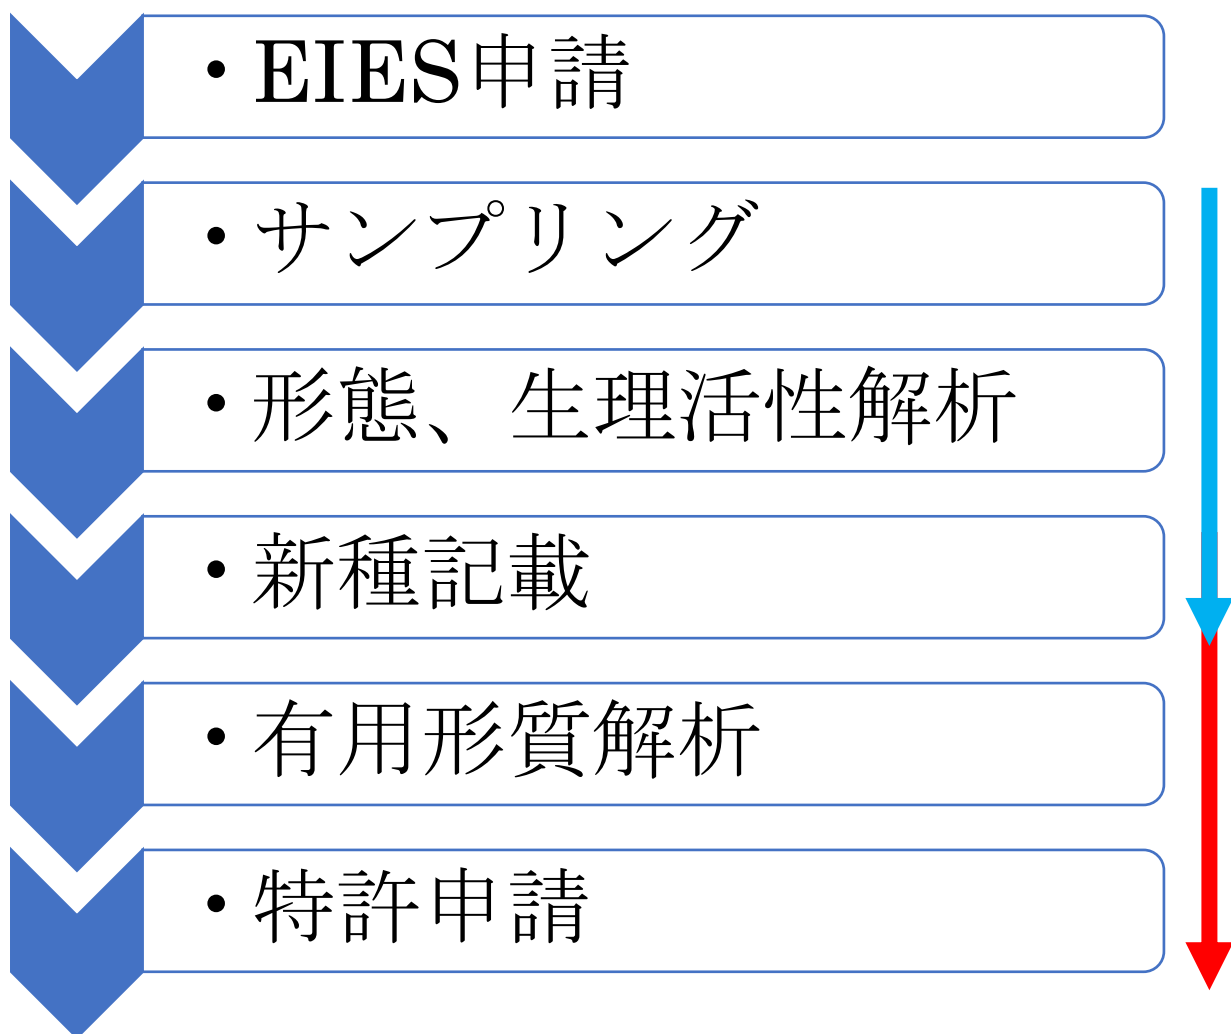 • EIES申請
• サンプリング
• 形態、生理活性解析
• 新種記載
• 有用形質解析
• 特許申請